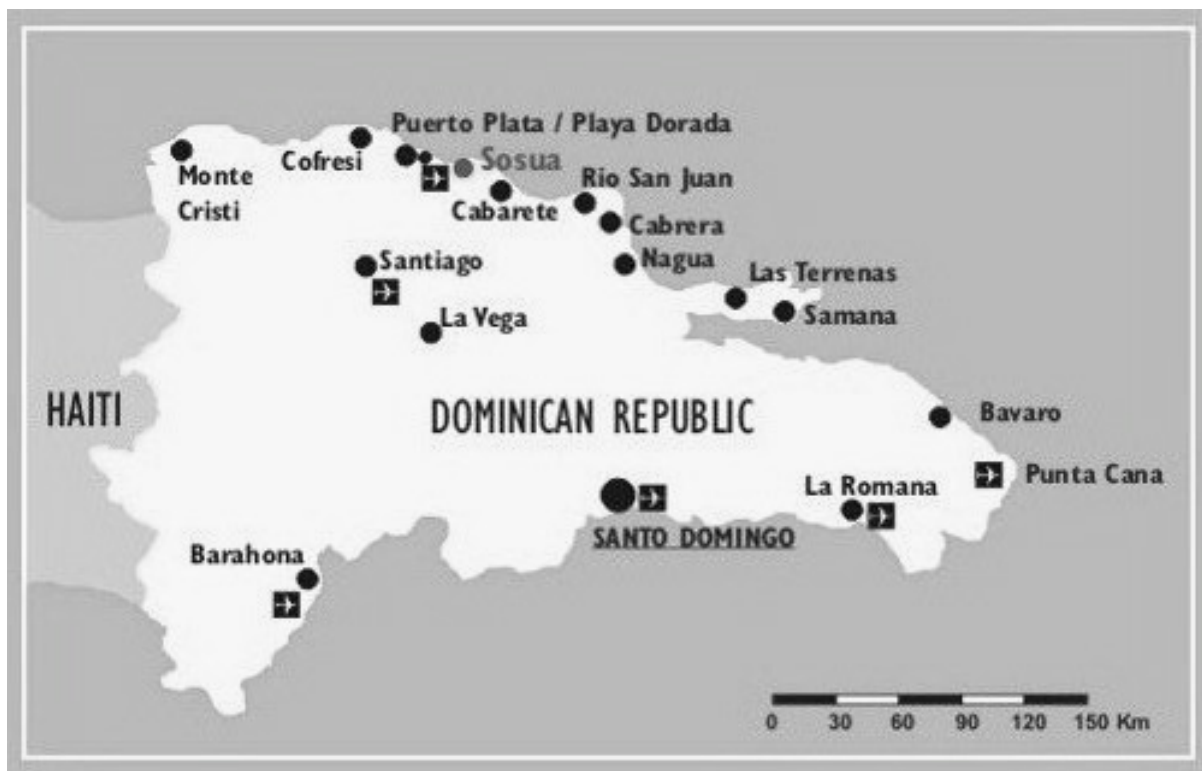 Puerto Plata / Playa Dorada
Cofresi
Sosua
Monte
Cristi
Rio San Juan
Cabarete
Cabrera
Nagua
Santiago
Las Terrenas
Samana
La Vega
HAITI
DOMINICAN REPUBLIC
Bavaro
Punta Cana
La Romana
SANTO DOMINGO
Barahona
0 30 60 90 120 150 Km